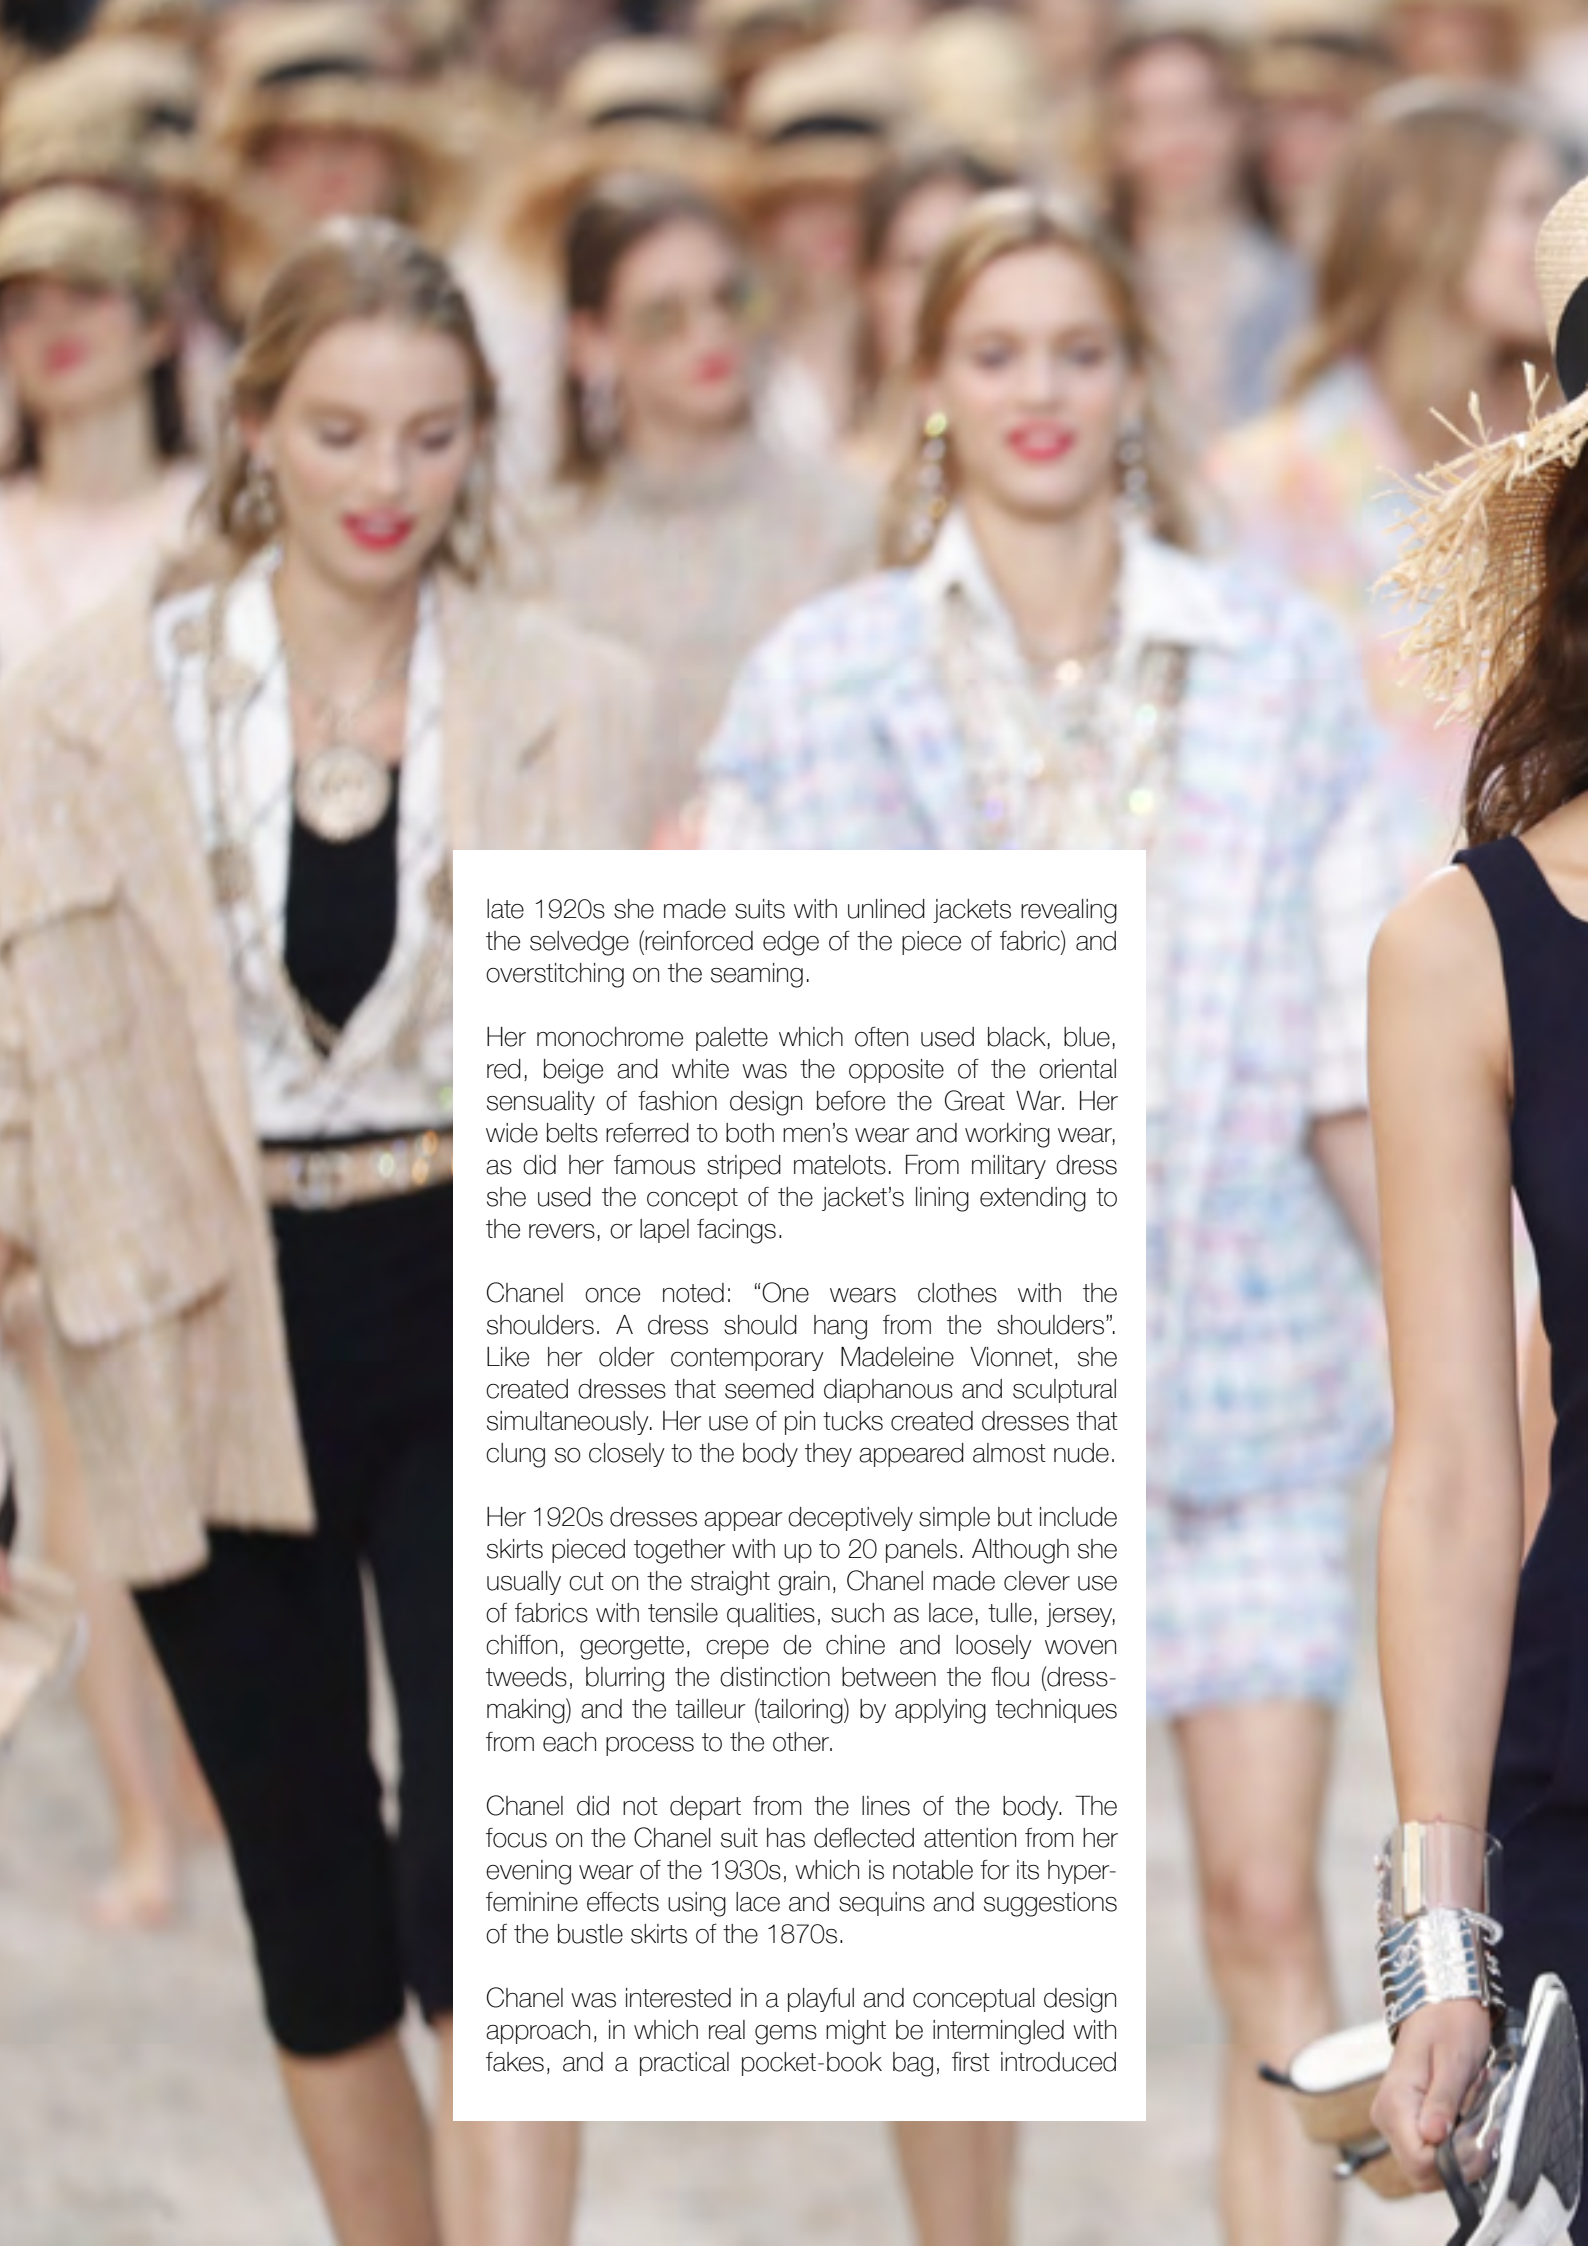 late 1920s she made suits with unlined jackets revealing
the selvedge (reinforced edge of the piece of fabric) and
overstitching on the seaming.
Her monochrome palette which often used black, blue,
red, beige and white was the opposite of the oriental
sensuality of fashion design before the Great War. Her
wide belts referred to both men’s wear and working wear,
as did her famous striped matelots. From military dress
she used the concept of the jacket’s lining extending to
the revers, or lapel facings.
Chanel once noted: “One wears clothes with the
shoulders. A dress should hang from the shoulders”.
Like her older contemporary Madeleine Vionnet, she
created dresses that seemed diaphanous and sculptural
simultaneously. Her use of pin tucks created dresses that
clung so closely to the body they appeared almost nude.
Her 1920s dresses appear deceptively simple but include
skirts pieced together with up to 20 panels. Although she
usually cut on the straight grain, Chanel made clever use
of fabrics with tensile qualities, such as lace, tulle, jersey,
chiffon, georgette, crepe de chine and loosely woven
tweeds, blurring the distinction between the flou (dress-
making) and the tailleur (tailoring) by applying techniques
from each process to the other.
Chanel did not depart from the lines of the body. The
focus on the Chanel suit has deflected attention from her
evening wear of the 1930s, which is notable for its hyper-
feminine effects using lace and sequins and suggestions
of the bustle skirts of the 1870s.
Chanel was interested in a playful and conceptual design
approach, in which real gems might be intermingled with
fakes, and a practical pocket-book bag, first introduced